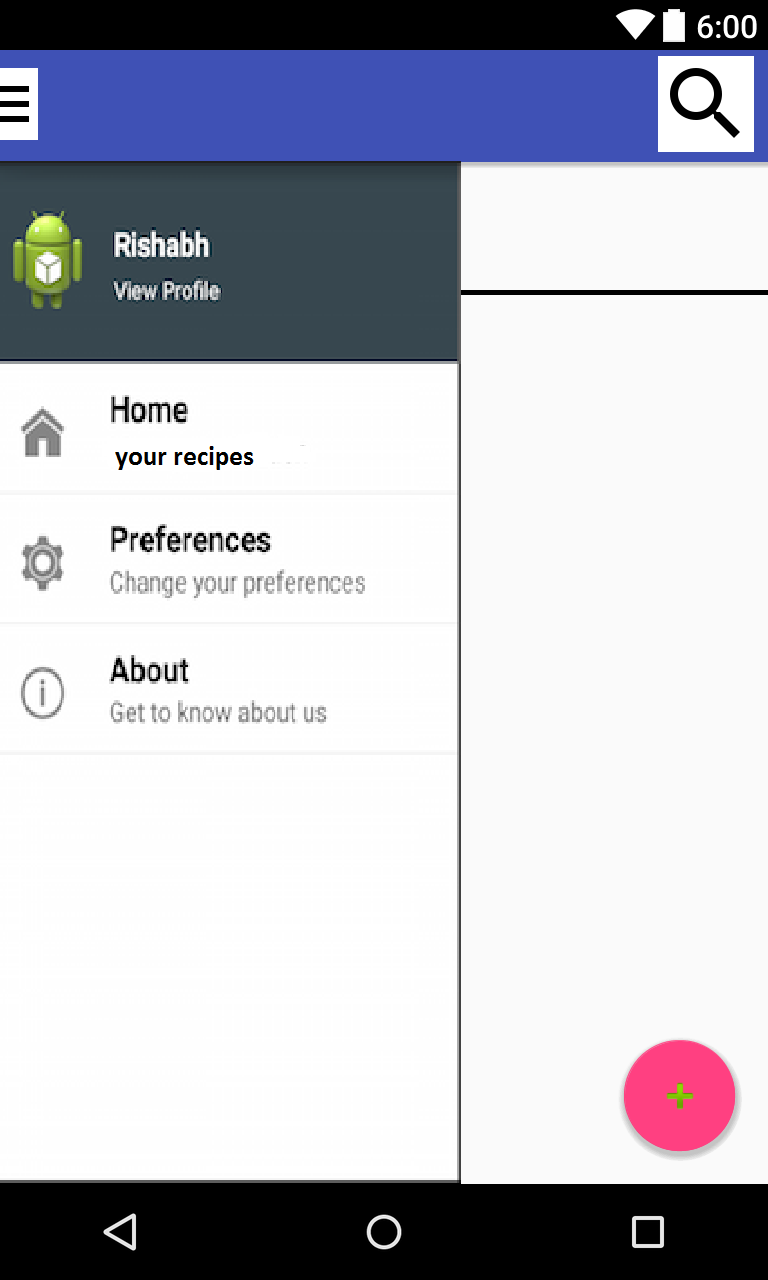 6:00
Rishabh
View Profile
Home
your recipes
Preferences
Change your preferences
About
Get to know about us